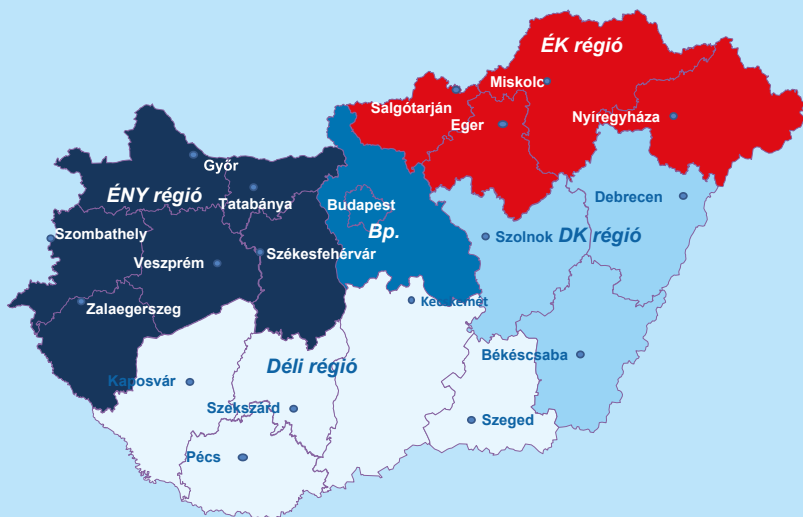 ÉK régió
Miskolc
Salgótarján
Eger
Nyíregyháza
Győr
ÉNY régió
Tatabánya
Budapest
Debrecen
Szombathely
Bp.
Szolnok
DK régió
Veszprém
Székesfehérvár
Zalaegerszeg
Kecskemét
Déli régió
Békéscsaba
Kaposvár
Szekszárd
Szeged
Pécs